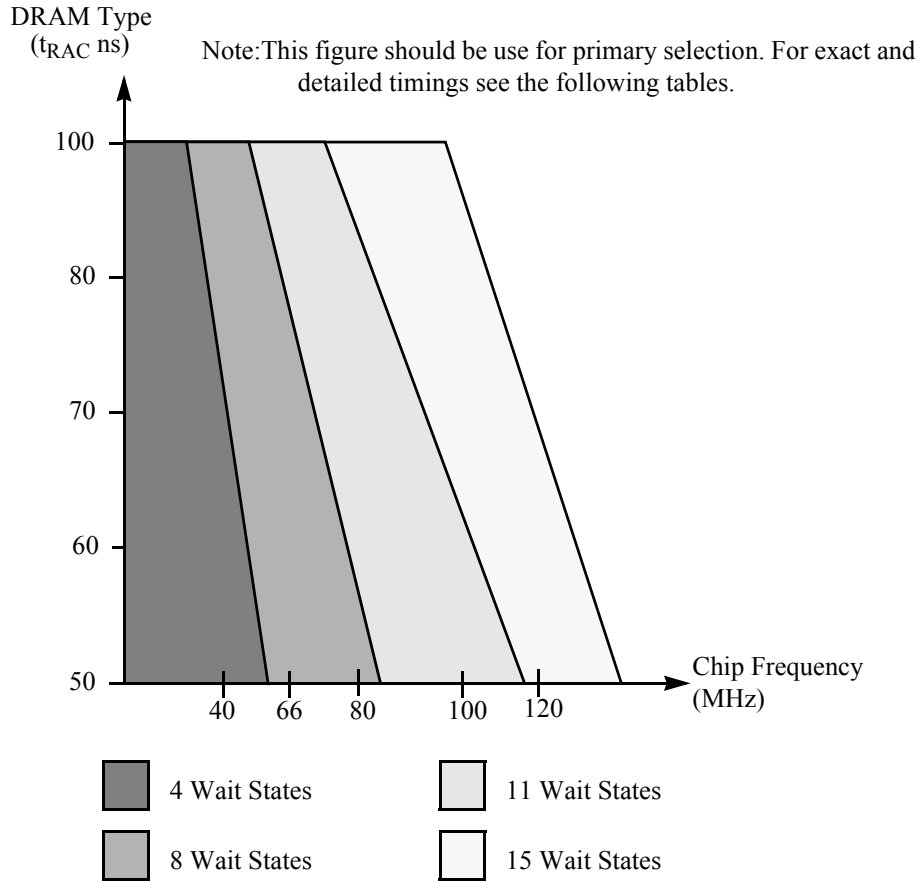 DRAM Type
(tRAC ns)
Note:This figure should be use for primary selection. For exact and
detailed timings see the following tables.
100
80
70
60
50
40 66 80 100 120
Chip Frequency
(MHz)
4 Wait States
11 Wait States
8 Wait States
15 Wait States